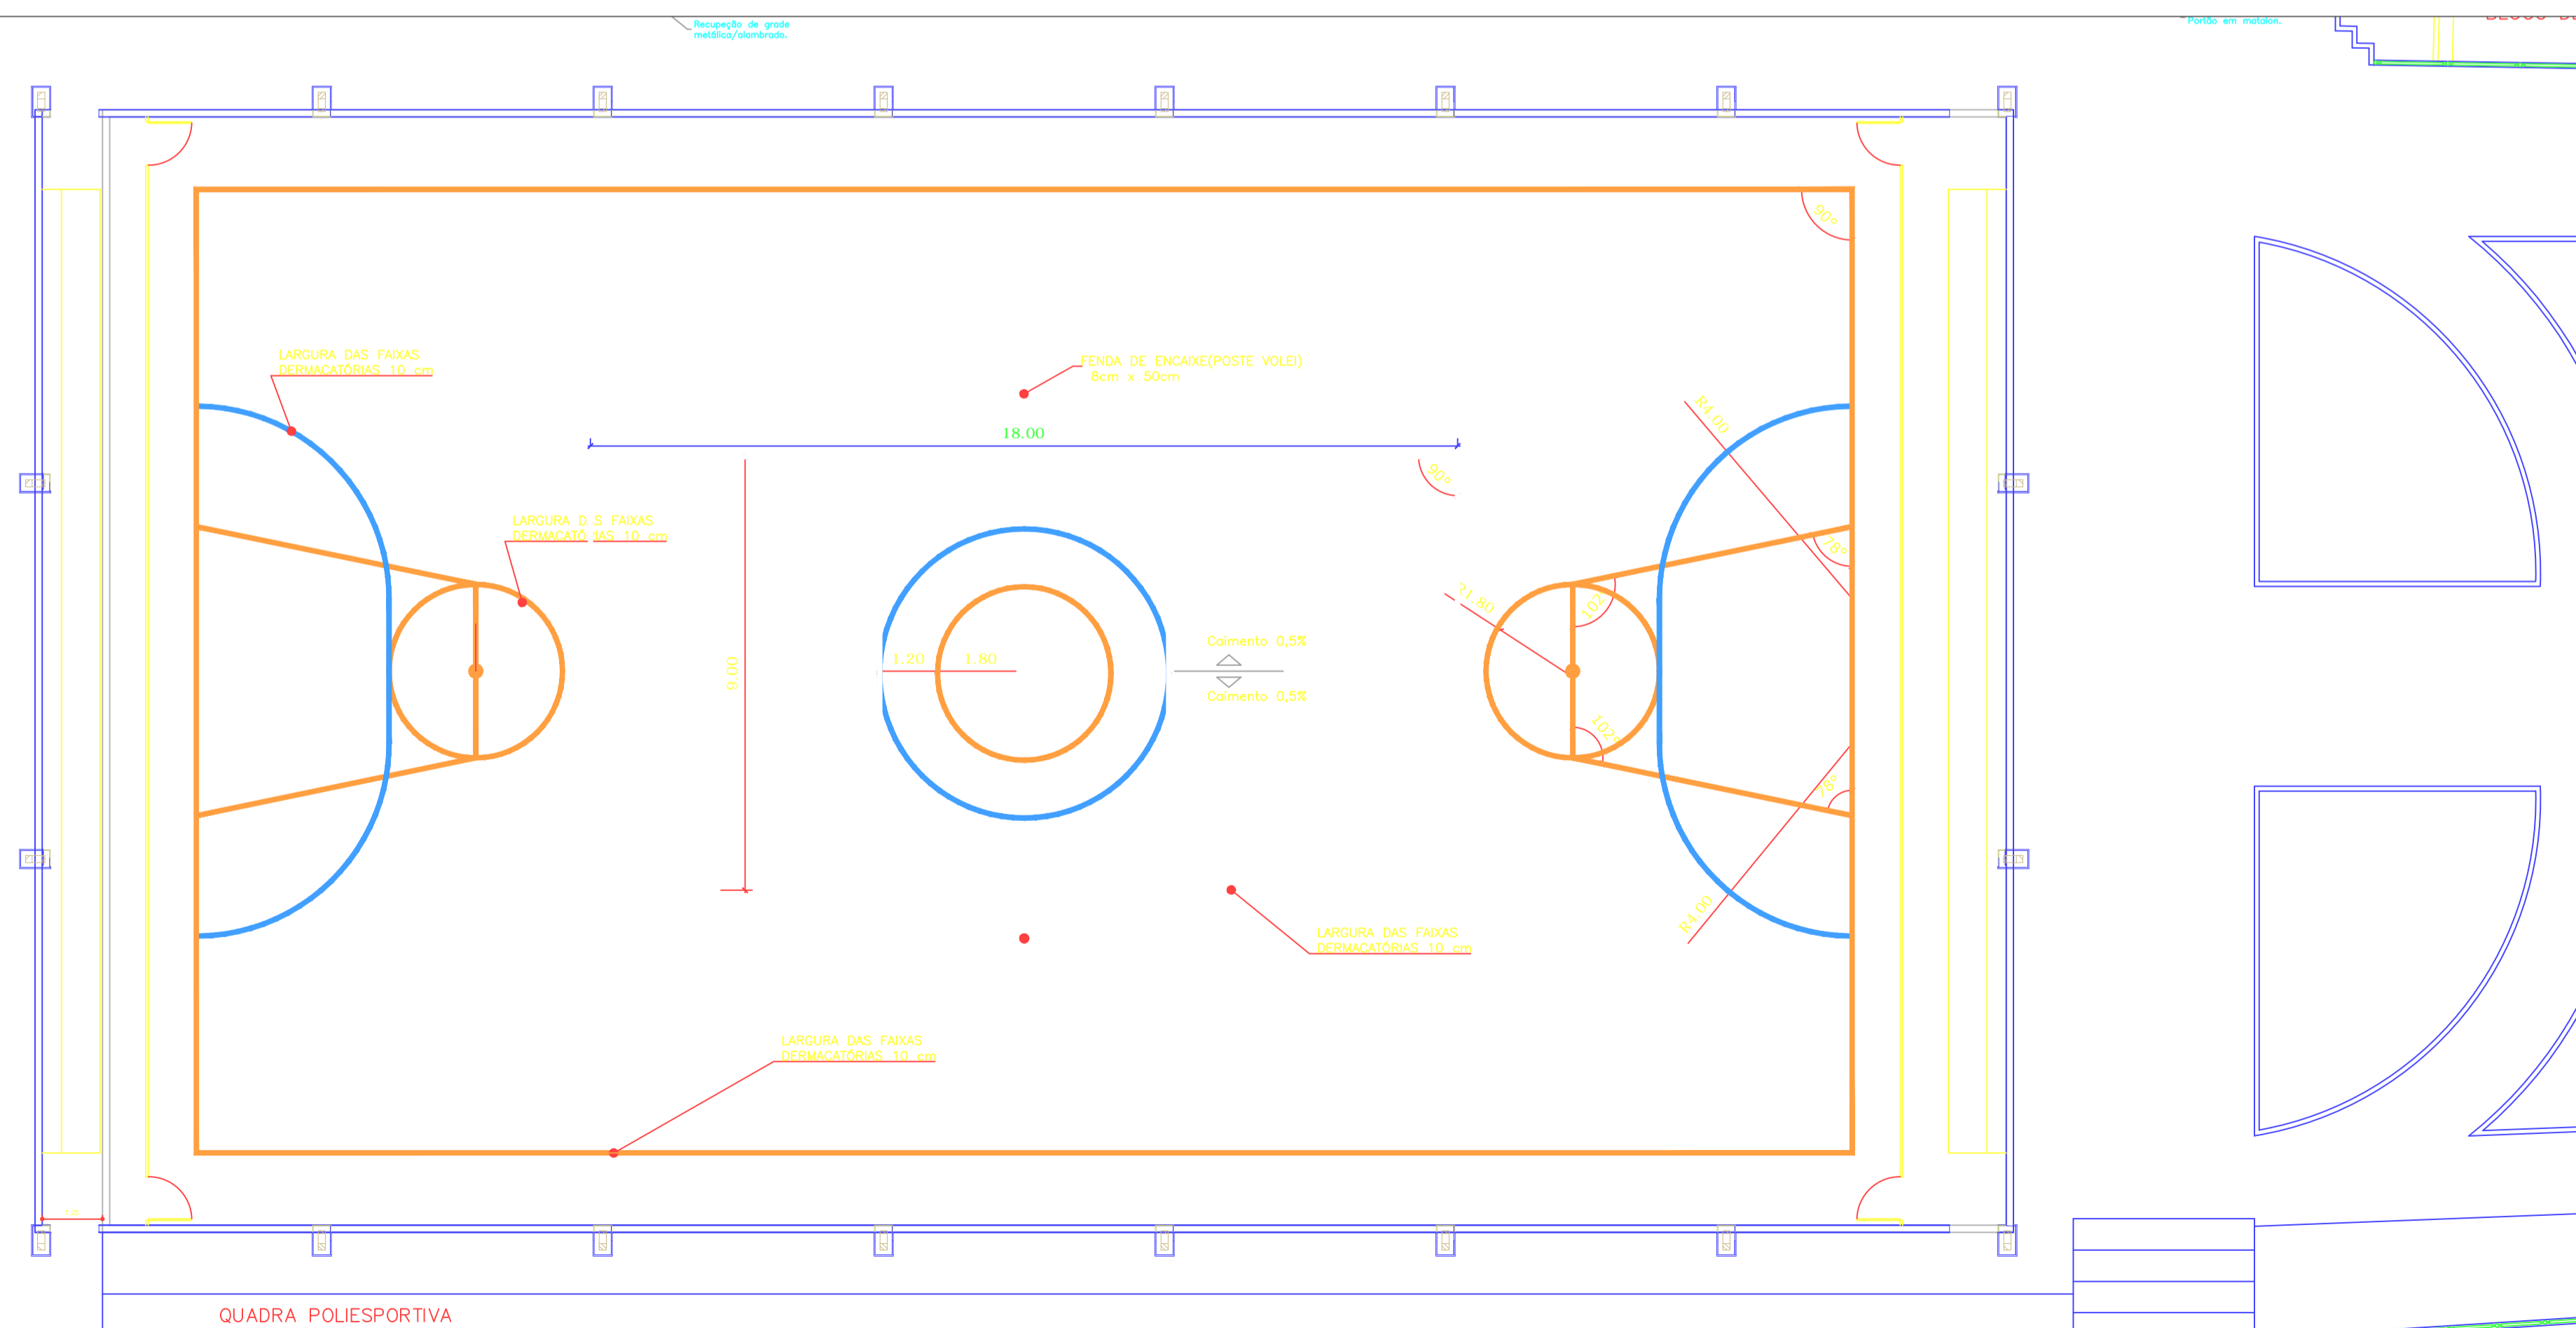 Recupeção de grade
metálica/alambrado.
Portão em metalon.
90°
LARGURA DAS FAIXAS
DERMACATÓRIAS 10 cm
FENDA DE ENCAIXE(POSTE VOLEI)
8cm x 50cm
R4.00
18.00
90°
LARGURA D S FAIXAS
DERMACATÓ IAS 10 cm
78°
R1.80
102°
Caimento 0,5%
1.20
1.80
9.00
Caimento 0,5%
102°
78°
R4.00
LARGURA DAS FAIXAS
DERMACATÓRIAS 10 cm
LARGURA DAS FAIXAS
DERMACATÓRIAS 10 cm
QUADRA POLIESPORTIVA